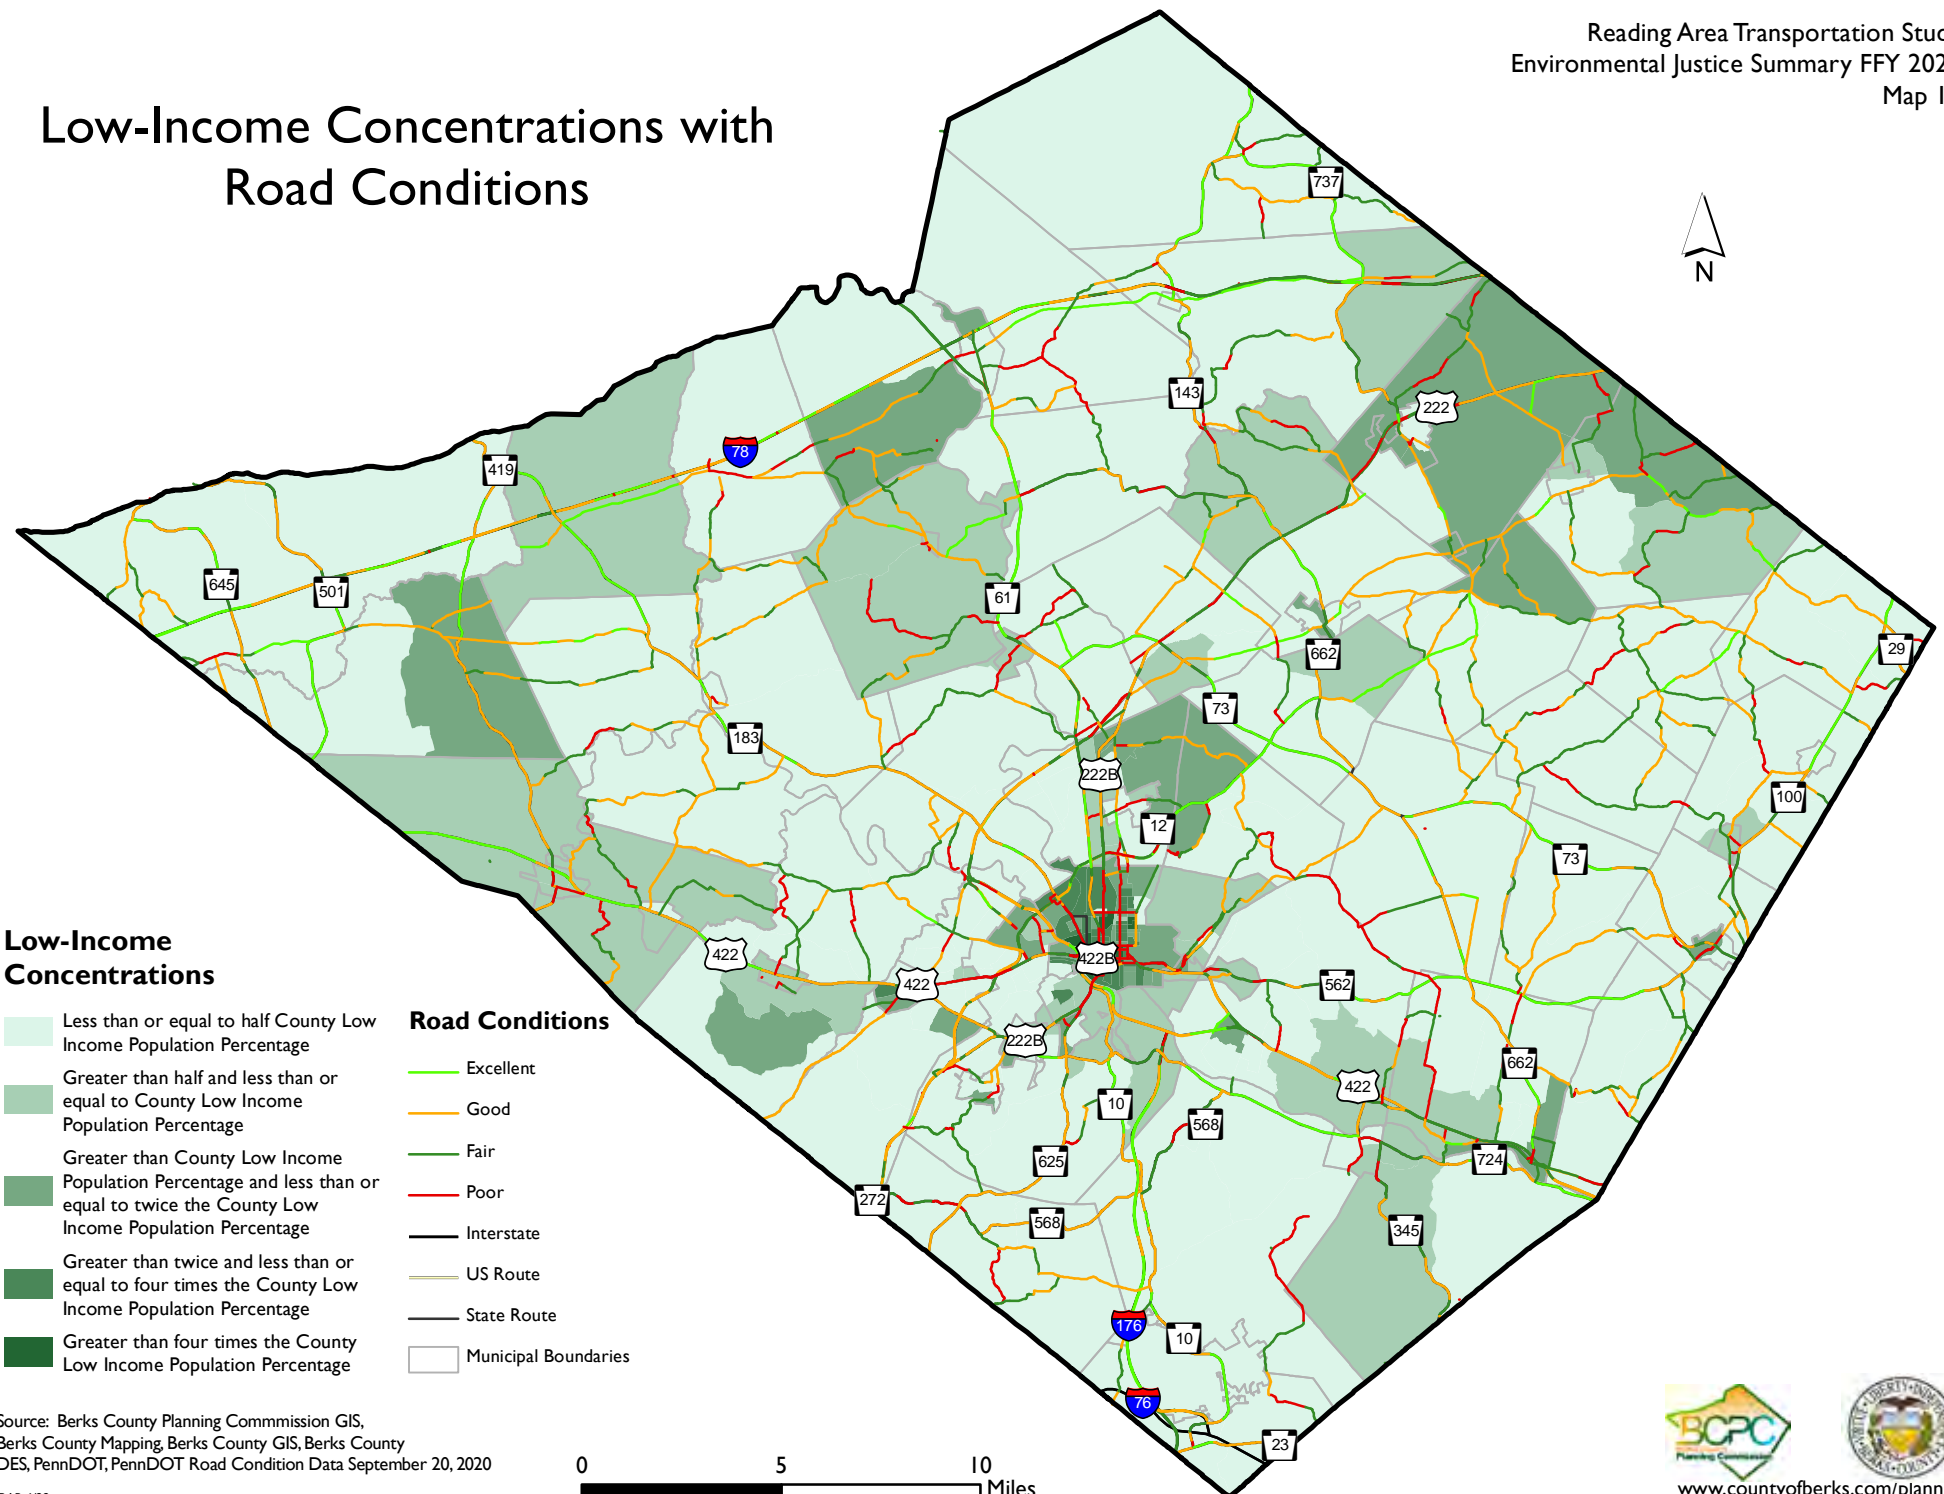 Reading Area Transportation Stud
Environmental Justice Summary FFY 202
Map 1
Low-Income Concentrations with
Road Conditions
N
737
143
222
78
419
645
501
61
662
29
73
183
222B
100
12
73
422
422
422B
562
222B
662
422
10
568
625
724
272
568
345
176
10
76
23
Low-Income
Concentrations
Less than or equal to half County Low
Income Population Percentage
Greater than half and less than or
equal to County Low Income
Population Percentage
Greater than County Low Income
Population Percentage and less than or
equal to twice the County Low
Income Population Percentage
Greater than twice and less than or
equal to four times the County Low
Income Population Percentage
Greater than four times the County
Low Income Population Percentage
Road Conditions
Excellent
Good
Fair
Poor
Interstate
US Route
State Route
Municipal Boundaries
Source: Berks County Planning Commmission GIS,
Berks County Mapping, Berks County GIS, Berks County
DES, PennDOT, PennDOT Road Condition Data September 20, 2020
0 5 10
Miles
BCPC
Planning Commission
www.countyofberks.com/plann